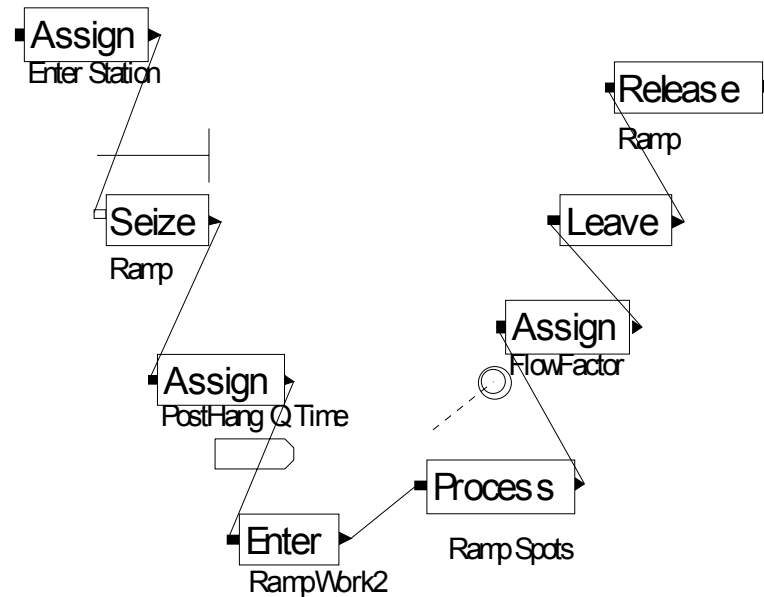 Assign
Enter Station
Release
Ramp
Seize
Ramp
Leave
Assign
FlowFactor
Assign
PostHang Q Time
Process
Ramp Spots
Enter
RampWork2